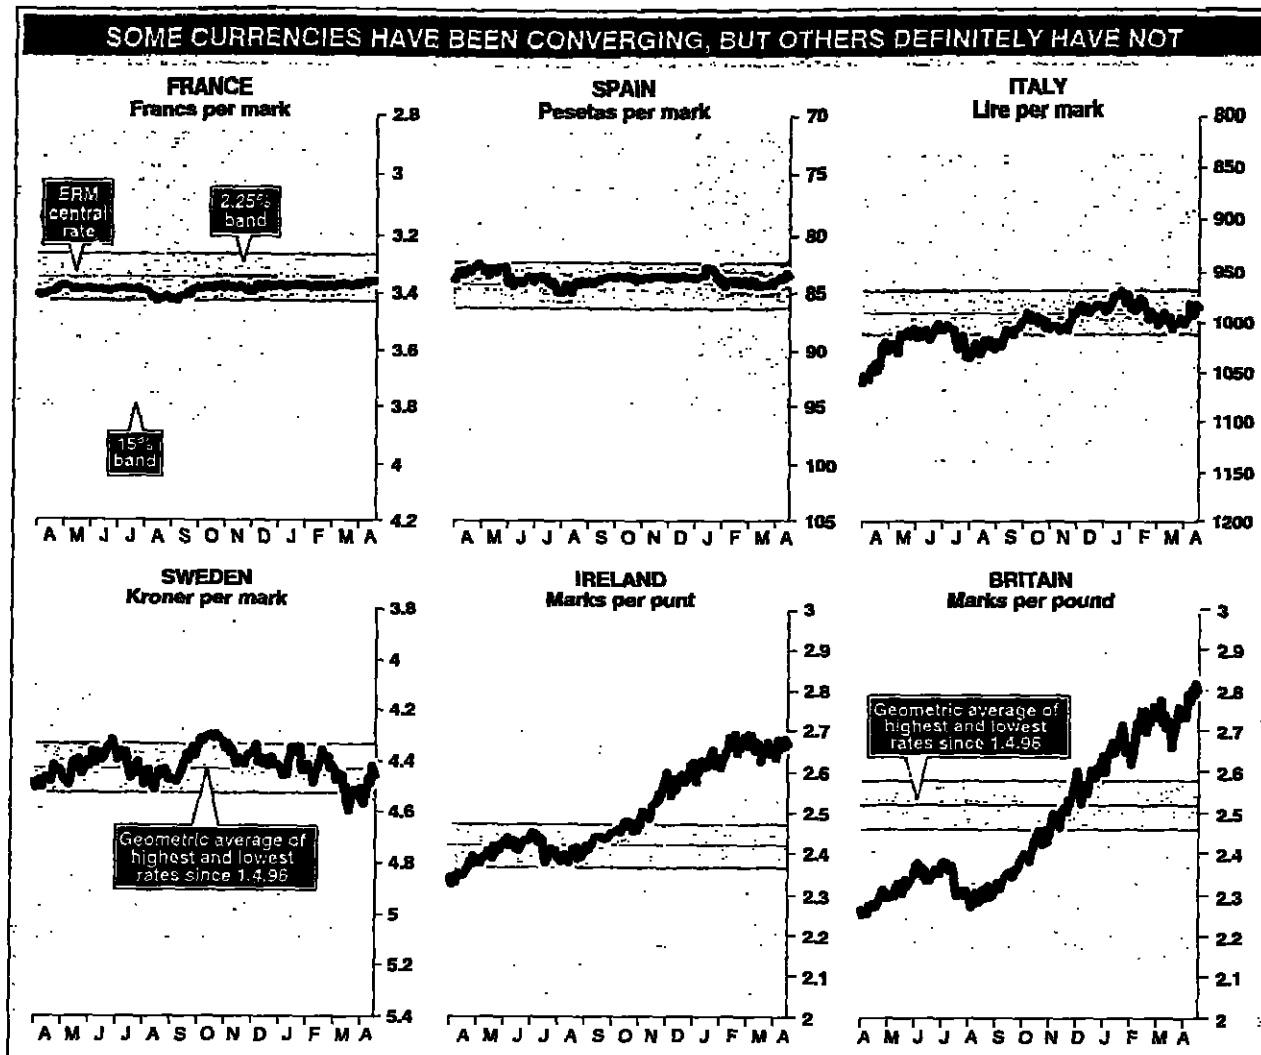 SOME CURRENCIES HAVE BEEN CONVERGING, BUT OTHERS DEFINITELY HAVE NOT
FRANCE
Francs per mark
2.8
3
3.2
3.4
3.6
3.8
4
4.2
ERM
central
rate
2.25%
band
15%
band
A M J J A S O N D J F M A
SPAIN
Pesetas per mark
70
75
80
85
90
95
100
105
A M J J A S O N D J F M A
ITALY
Lire per mark
800
850
900
950
1000
1050
1100
1150
1200
A M J J A S O N D J F M A
SWEDEN
Kroner per mark
3.8
4
4.2
4.4
4.6
4.8
5
5.2
5.4
Geometric average of
highest and lowest
rates since 1.4.96
A M J J A S O N D J F M A
IRELAND
Marks per punt
3
2.9
2.8
2.7
2.6
2.5
2.4
2.3
2.2
2.1
2
A M J J A S O N D J F M A
BRITAIN
Marks per pound
3
2.9
2.8
2.7
2.6
2.5
2.4
2.3
2.2
2.1
2
Geometric average of
highest and lowest
rates since 1.4.96
A M J J A S O N D J F M A